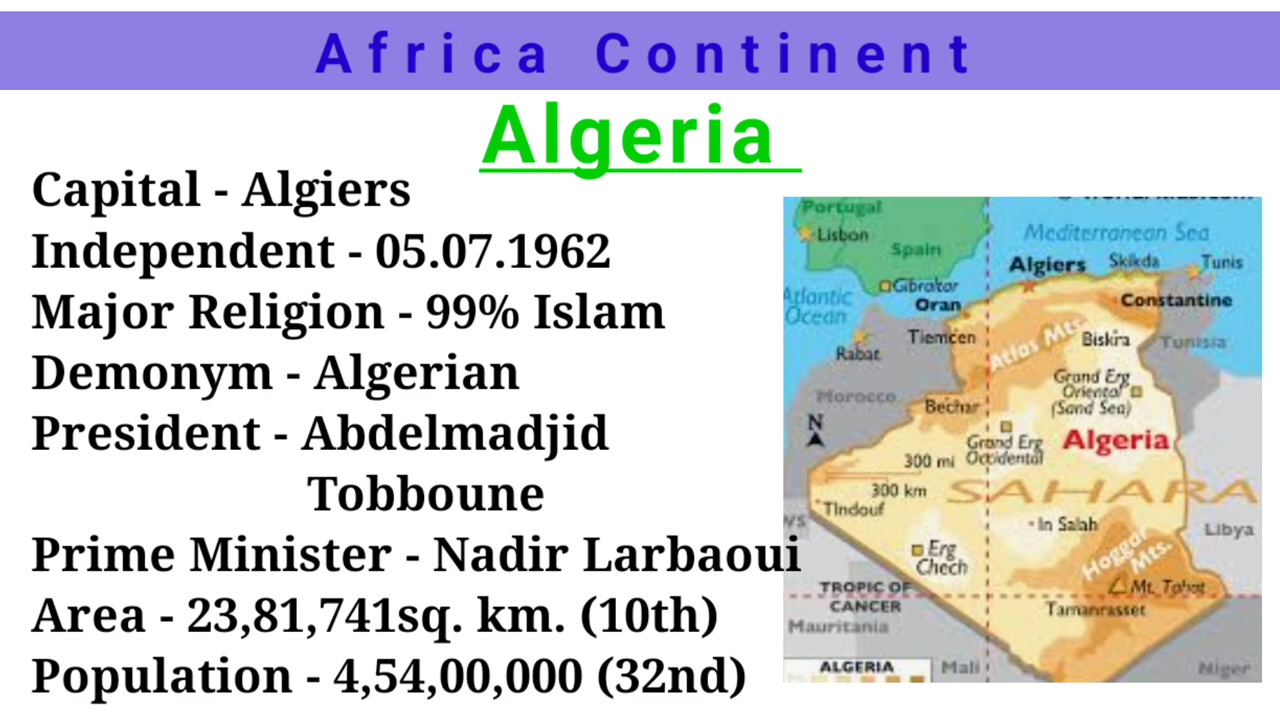 Africa Continent
Algeria
Capital - Algiers
Independent - 05.07.1962
Major Religion - 99% Islam
Demonym - Algerian
President - Abdelmadjid
Tobboune
Prime Minister - Nadir Larbaoui
Area - 23,81,741sq. km. (10th)
Population - 4,54,00,000 (32nd)
Portugal
Lisbon
Spain
Mediterranean Sea
Algiers
Skikda
Tunis
Gibraltar
Atlantic
Ocean
Oran
Constantine
Tiemcen
Atlas Mts.
Biskra
Tunisia
Rabat
Grand Erg
Oriental
(Sand Sea)
Morocco
Bechar
N
Grand Erg
Occidental
Algeria
300 mi
300 km
SAHARA
Tindouf
In Salah
Libya
Erg
Chech
Hoggar
Mts.
Mt. Tahat
TROPIC OF
CANCER
Tamanrasset
Mauritania
ALGERIA
Mali
Niger